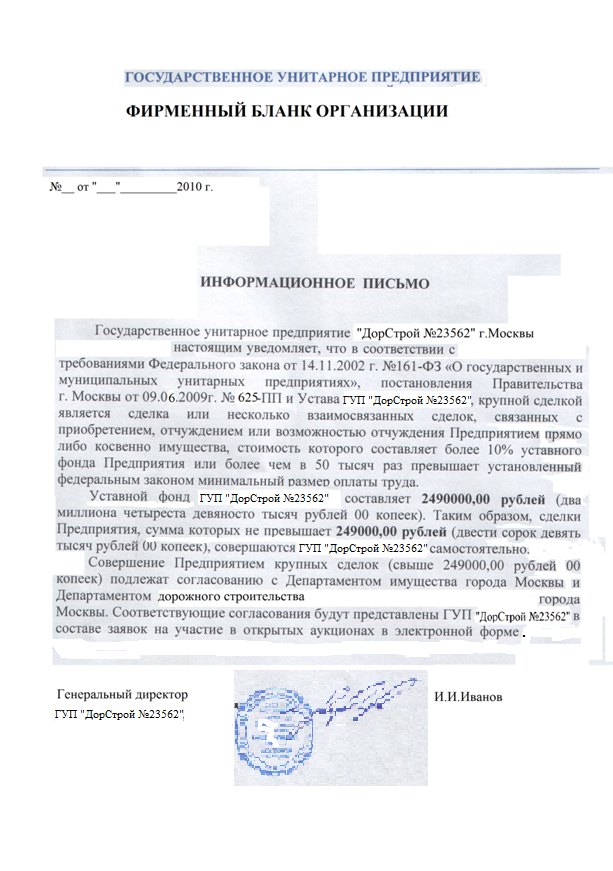 ГОСУДАРСТВЕННОЕ УНИТАРНОЕ ПРЕДПРИЯТИЕ
ФИРМЕННЫЙ БЛАНК ОРГАНИЗАЦИИ
№__ от "___"_________2010 г.
ИНФОРМАЦИОННОЕ ПИСЬМО
Государственное унитарное предприятие "ДорСтрой №23562" г.Москвы
настоящим уведомляет, что в соответствии с
требованиями Федерального закона от 14.11.2002 г. №161-ФЗ «О государственных и
муниципальных унитарных предприятиях», постановления Правительства
г. Москвы от 09.06.2009г. № 625-ПП и Устава ГУП "ДорСтрой №23562", крупной сделкой
является сделка или несколько взаимосвязанных сделок, связанных с
приобретением, отчуждением или возможностью отчуждения Предприятием прямо
либо косвенно имущества, стоимость которого составляет более 10% уставного
фонда Предприятия или более чем в 50 тысяч раз превышает установленный
федеральным законом минимальный размер оплаты труда.
Уставной фонд ГУП "ДорСтрой №23562" составляет 2490000,00 рублей (два
миллиона четыреста девяносто тысяч рублей 00 копеек). Таким образом, сделки
Предприятия, сумма которых не превышает 249000,00 рублей (двести сорок девять
тысяч рублей 00 копеек), совершаются ГУП "ДорСтрой №23562" самостоятельно.
Совершение Предприятием крупных сделок (свыше 249000,00 рублей 00
копеек) подлежат согласованию с Департаментом имущества города Москвы и
Департаментом дорожного строительства города
Москвы. Соответствующие согласования будут представлены ГУП "ДорСтрой №23562" в
составе заявок на участие в открытых аукционах в электронной форме.
Генеральный директор И.И.Иванов
ГУП "ДорСтрой №23562",